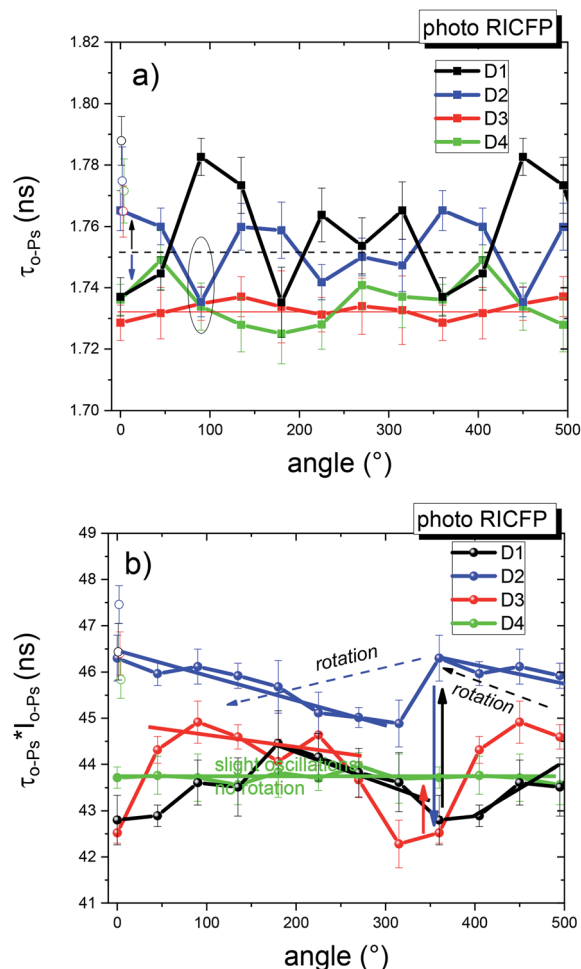 photo RICFP
a)
D1
D2
D3
D4
1.82
1.80
1.78
1.76
1.74
1.72
1.70
τo-Ps (ns)
0 100 200 300 400 500
angle (°)
photo RICFP
b)
D1
D2
D3
D4
49
48
47
46
45
44
43
42
41
τo-Ps*Io-Ps (ns)
rotation
rotation
slight oscillations
no rotation
0 100 200 300 400 500
angle (°)